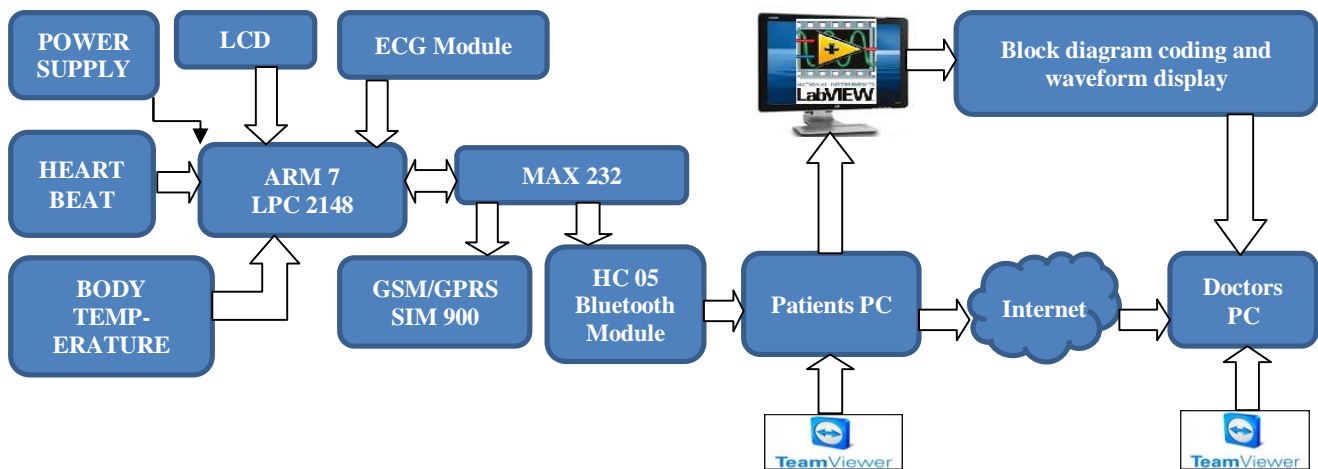 POWER
SUPPLY
LCD
ECG Module
HEART
BEAT
ARM 7
LPC 2148
MAX 232
BODY
TEMP-
ERATURE
GSM/GPRS
SIM 900
HC 05
Bluetooth
Module
NATIONAL INSTRUMENTS
LabVIEW
Block diagram coding and
waveform display
Patients PC
Internet
Doctors
PC
TeamViewer
TeamViewer